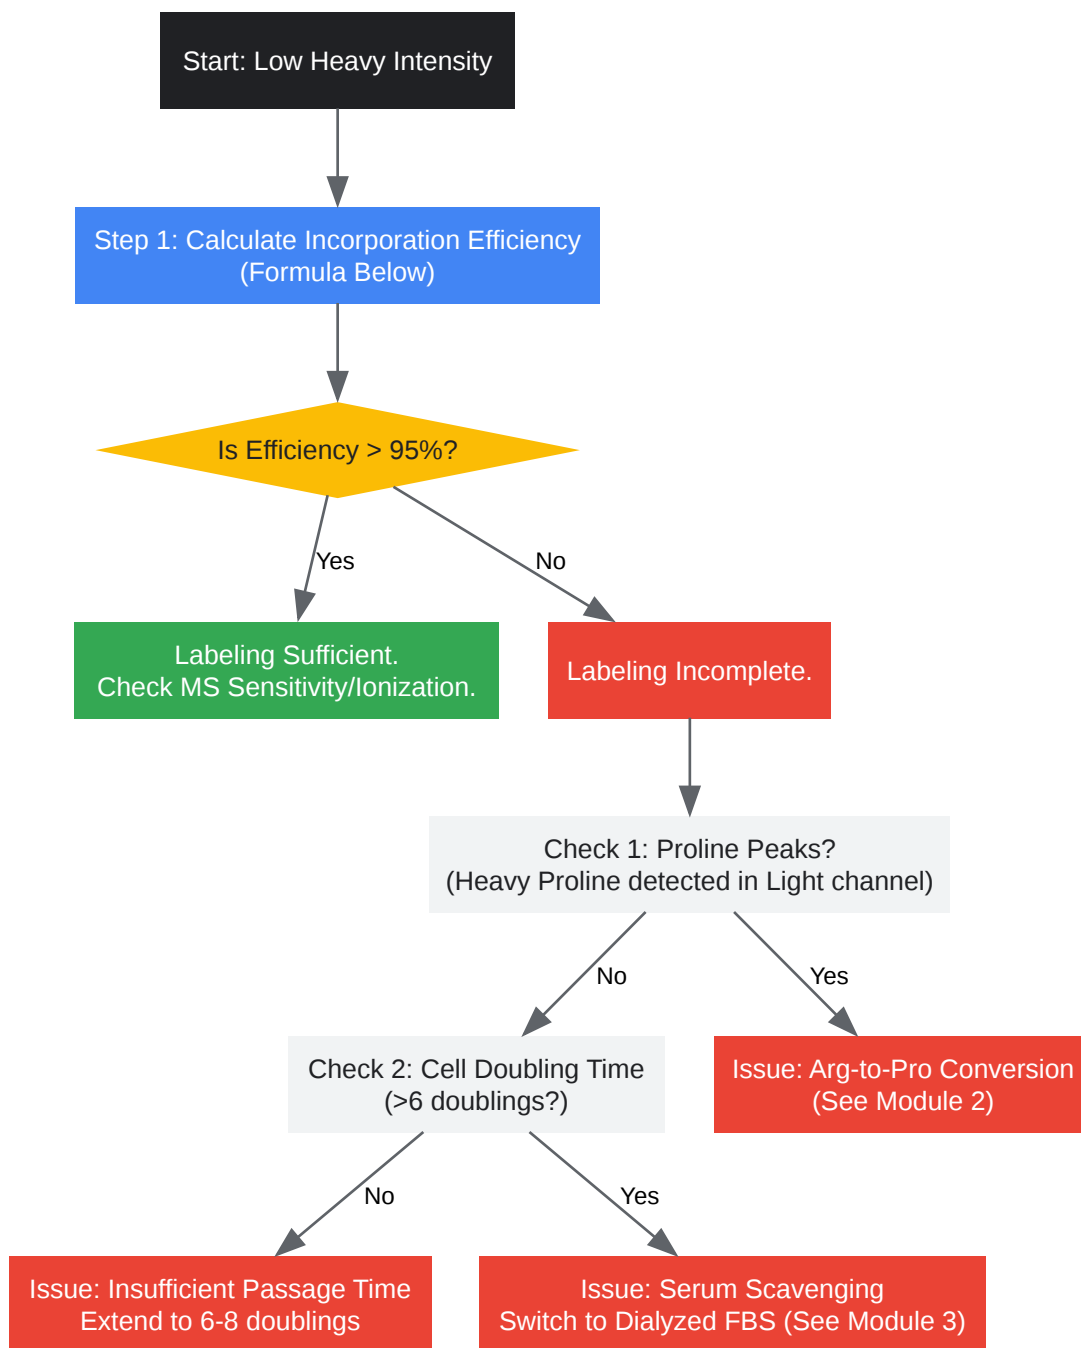 Start: Low Heavy Intensity
Step 1: Calculate Incorporation Efficiency
(Formula Below)
Is Efficiency > 95%?
Yes
No
Labeling Sufficient.
Check MS Sensitivity/Ionization.
Labeling Incomplete.
Check 1: Proline Peaks?
(Heavy Proline detected in Light channel)
No
Yes
Check 2: Cell Doubling Time
(>6 doublings?)
Issue: Arg-to-Pro Conversion
(See Module 2)
No
Yes
Issue: Insufficient Passage Time
Extend to 6-8 doublings
Issue: Serum Scavenging
Switch to Dialyzed FBS (See Module 3)